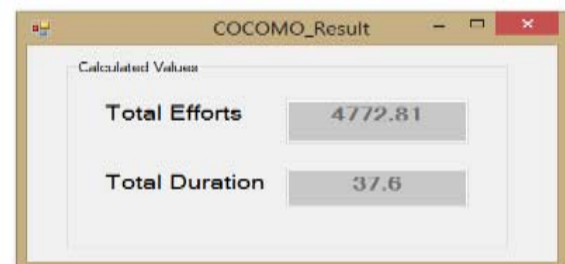 COCOMO_Result
Calculated Values
Total Efforts 4772.81
Total Duration 37.6